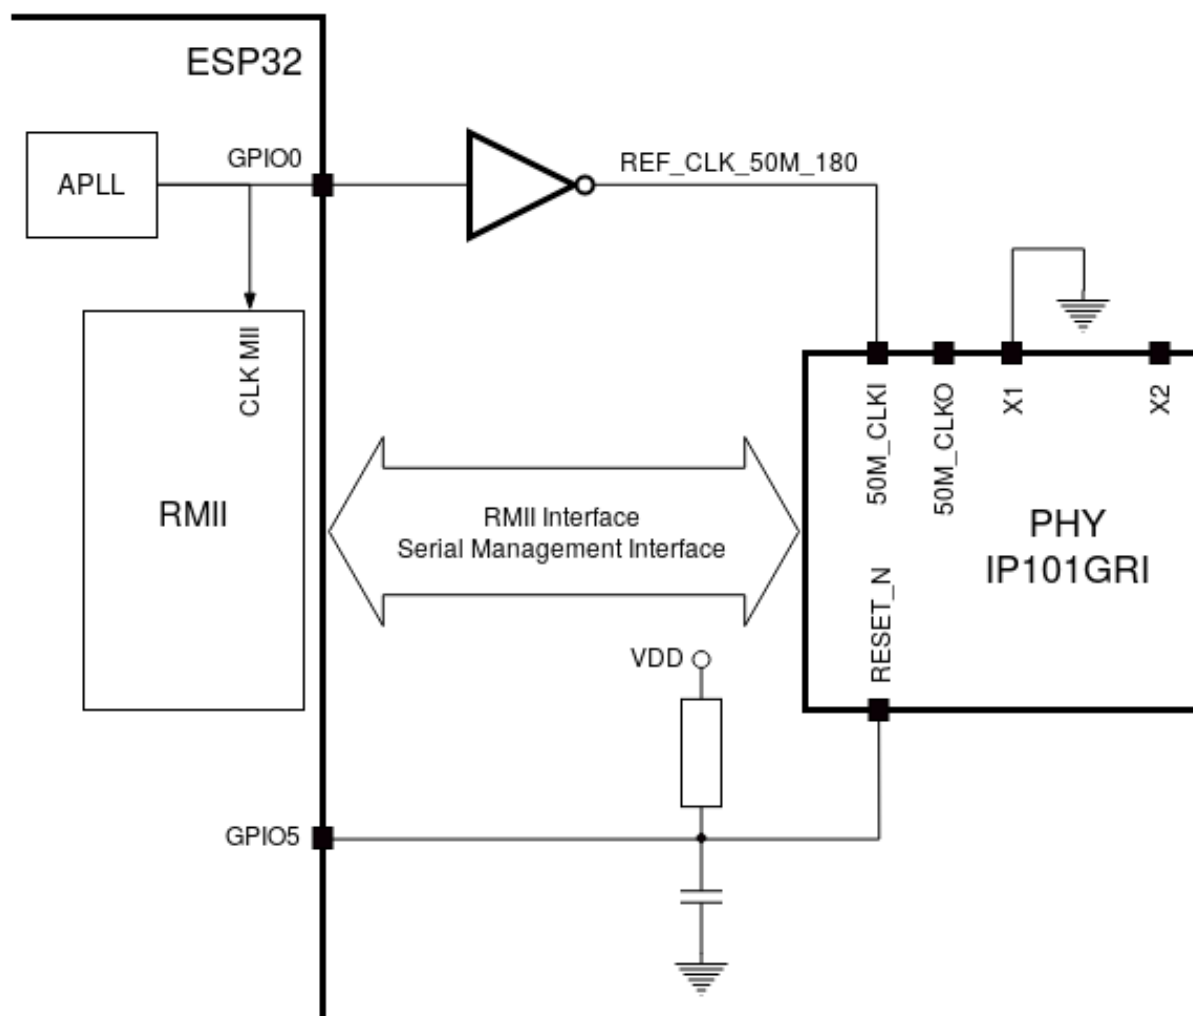 ESP32
GPIO0
APLL
REF_CLK_50M_180
CLK MII
50M_CLKI
50M_CLKO
X1
X2
RMII
RMII Interface
Serial Management Interface
PHY
IP101GRI
RESET_N
VDD
GPIO5